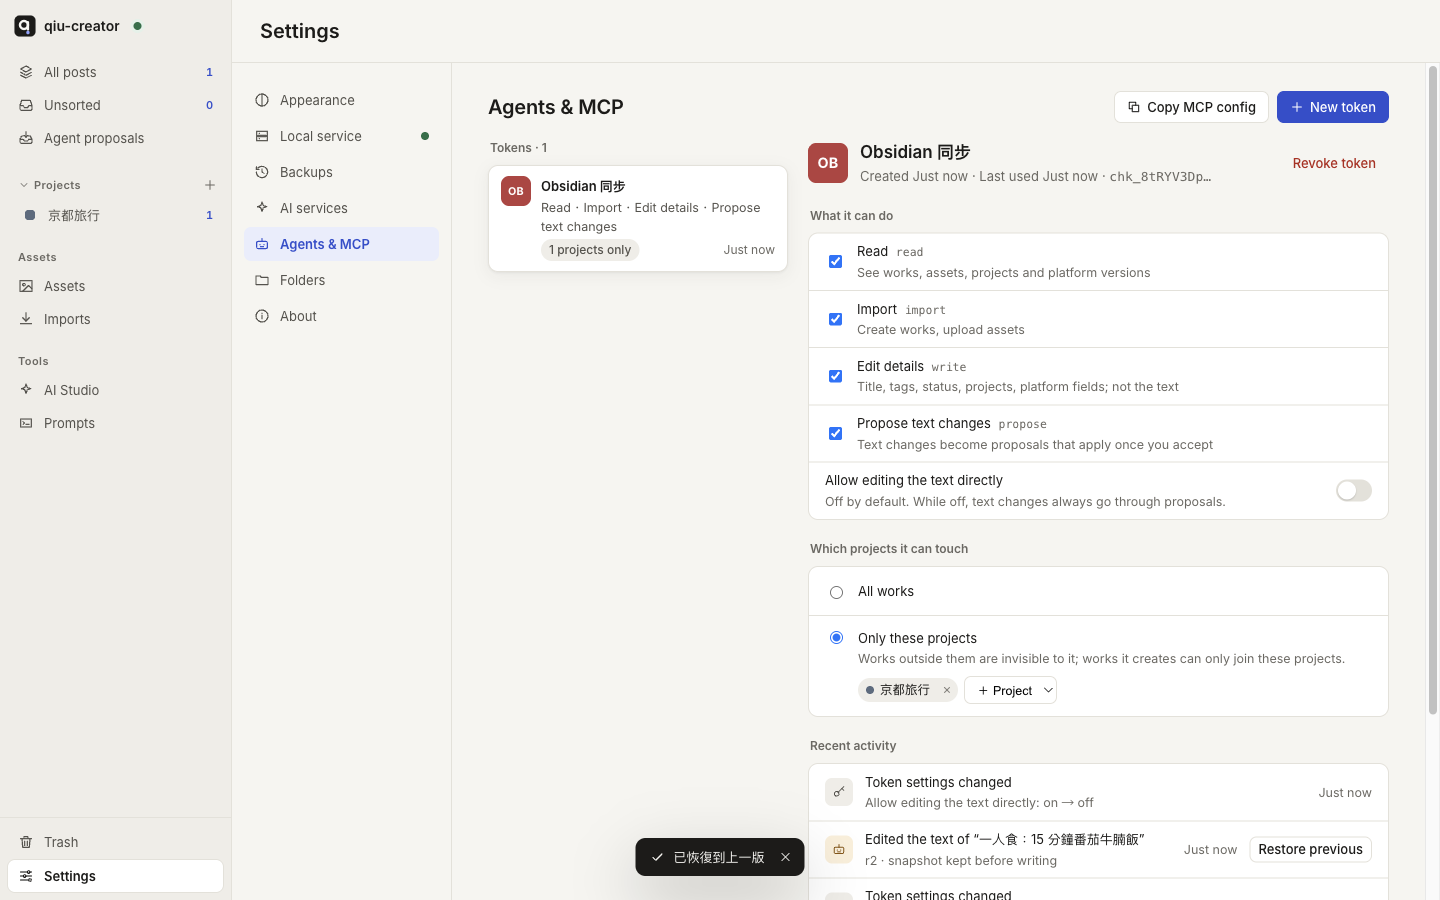 qiu-creator
All posts 1
Unsorted 0
Agent proposals
Projects
京都旅行 1
Assets
Assets
Imports
Tools
AI Studio
Prompts
Trash
Settings
Settings
Appearance
Local service
Backups
AI services
Agents & MCP
Folders
About
Agents & MCP
Copy MCP config
New token
Tokens · 1
OB
Obsidian 同步
Read · Import · Edit details · Propose
text changes
1 projects only
Just now
OB
Obsidian 同步
Created Just now · Last used Just now · chk_8tRYV3Dp…
Revoke token
What it can do
Read read
See works, assets, projects and platform versions
Import import
Create works, upload assets
Edit details write
Title, tags, status, projects, platform fields; not the text
Propose text changes propose
Text changes become proposals that apply once you accept
Allow editing the text directly
Off by default. While off, text changes always go through proposals.
Which projects it can touch
All works
Only these projects
Works outside them are invisible to it; works it creates can only join these projects.
京都旅行 ×
+ Project
Recent activity
Token settings changed
Allow editing the text directly: on → off
Just now
Edited the text of “一人食：15 分鐘番茄牛腩飯”
r2 · snapshot kept before writing
Just now
Restore previous
Token settings changed
已恢復到上一版